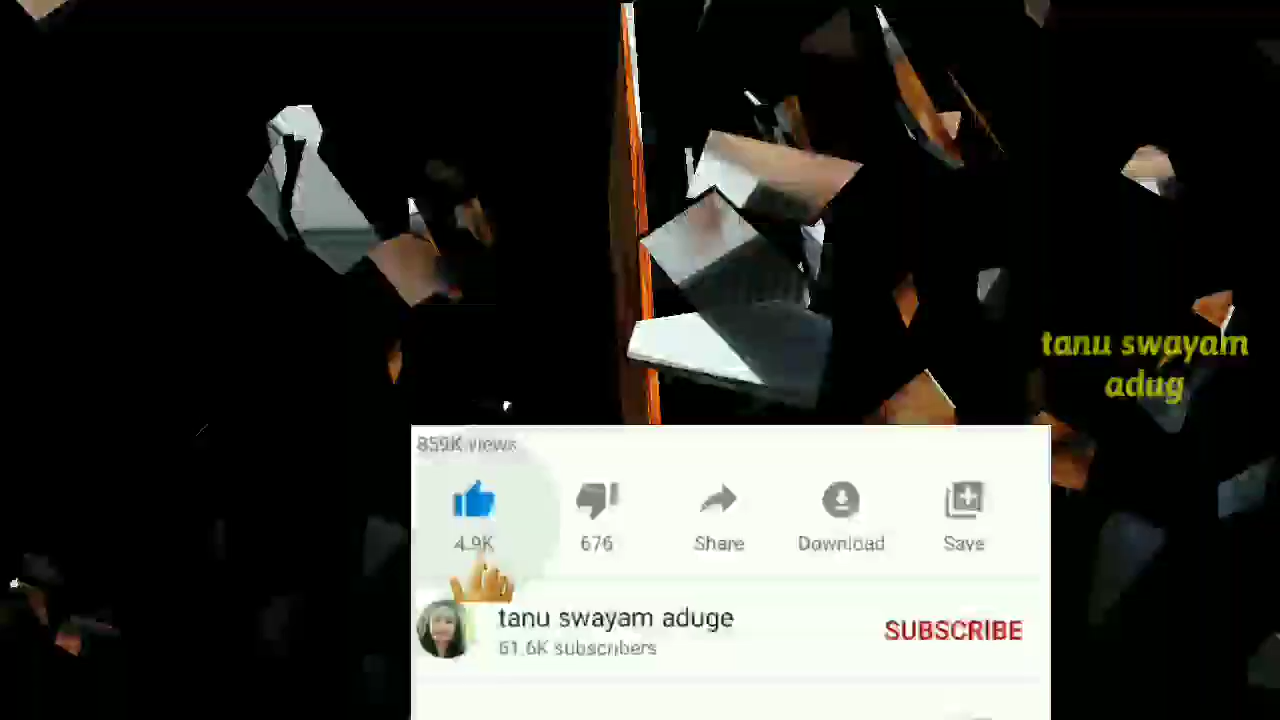 tanu swayam
adug
859K views
4.9K 676 Share Download Save
tanu swayam aduge
SUBSCRIBE
61.6K subscribers